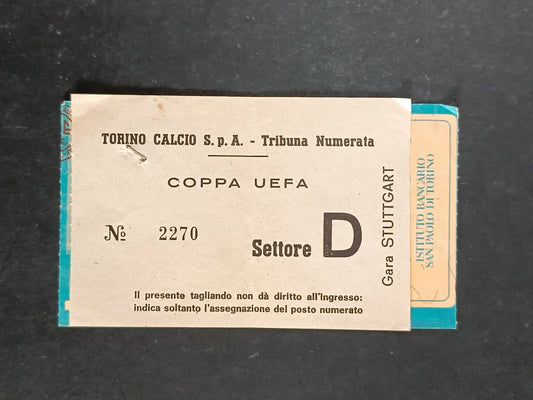 TORINO CALCIO S.p.A. - Tribuna Numerata
COPPA UEFA
№ 2270
Settore D
Gara STUTTGART
Il presente tagliando non dà diritto all'ingresso:
indica soltanto l'assegnazione del posto numerato
ISTITUTO BANCARIO
SAN PAOLO DI TORINO